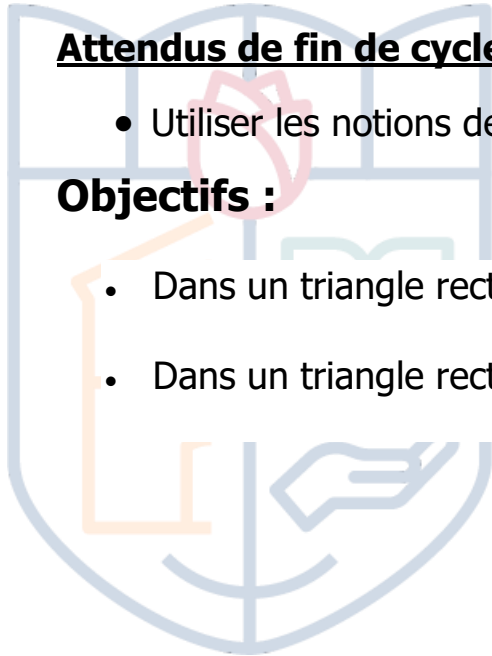 Attendus de fin de cycle
• Utiliser les notions de
Objectifs :
• Dans un triangle rect
• Dans un triangle rect